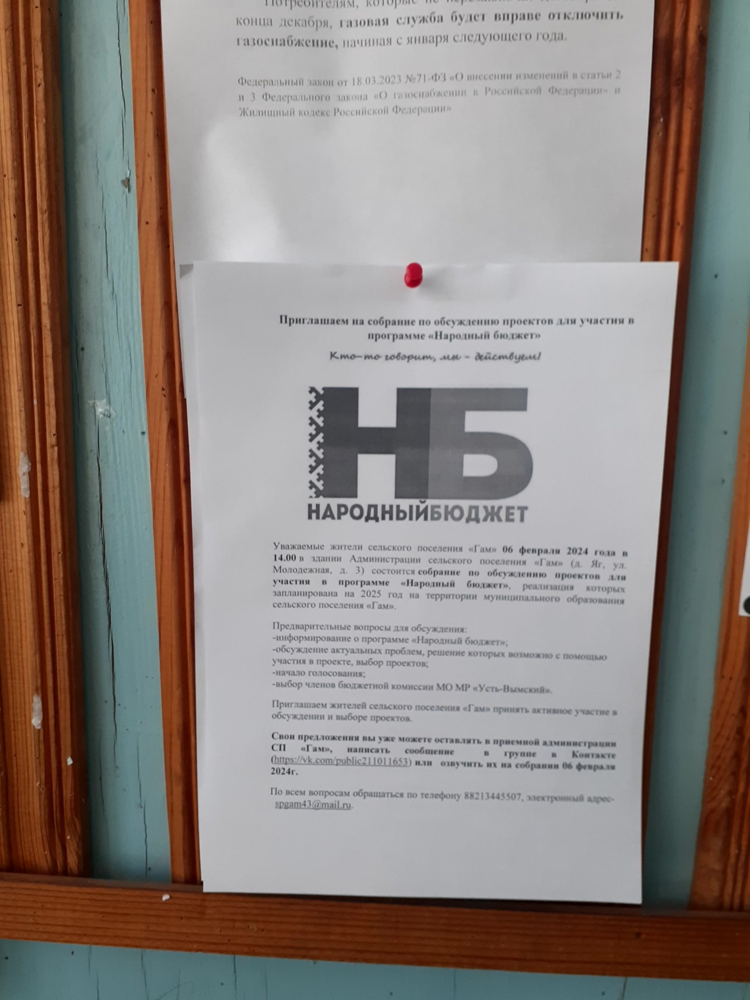 Потребителям, которые не
конца декабря, газовая служба будет вправе отключить
газоснабжение, начиная с января следующего года.
Федеральный закон от 18.03.2023 №71-ФЗ «О внесении изменений в статьи 2
и 3 Федерального закона «О газоснабжении в Российской Федерации» и
Жилищный кодекс Российской Федерации»
Приглашаем на собрание по обсуждению проектов для участия в
программе «Народный бюджет»
Кто-то говорит, мы - действуем!
НБ
НАРОДНЫЙБЮДЖЕТ
Уважаемые жители сельского поселения «Гам» 06 февраля 2024 года в
14.00 в здании Администрации сельского поселения «Гам» (д. Яг, ул.
Молодежная, д. 3) состоится собрание по обсуждению проектов для
участия в программе «Народный бюджет», реализация которых
запланирована на 2025 год на территории муниципального образования
сельского поселения «Гам».
Предварительные вопросы для обсуждения:
-информирование о программе «Народный бюджет»;
-обсуждение актуальных проблем, решение которых возможно с помощью
участия в проекте, выбор проектов;
-начало голосования;
-выбор членов бюджетной комиссии МО МР «Усть-Вымский».
Приглашаем жителей сельского поселения «Гам» принять активное участие в
обсуждении и выборе проектов.
Свои предложения вы уже можете оставлять в приемной администрации
СП «Гам», написать сообщение в группе в Контакте
(https://vk.com/public211011653) или озвучить их на собрании 06 февраля
2024г.
По всем вопросам обращаться по телефону 88213445507, электронный адрес-
spgam43@mail.ru.